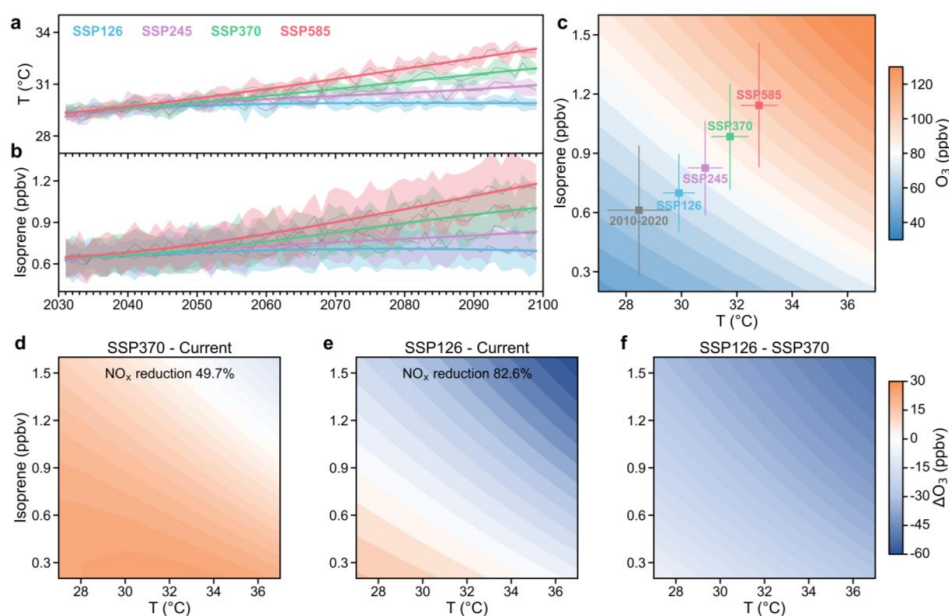 a
SSP126 SSP245 SSP370 SSP585
34
31
28
T (°C)
b
1.2
0.9
0.6
Isoprene (ppbv)
2030 2040 2050 2060 2070 2080 2090 2100
c
1.5
1.2
0.9
0.6
0.3
Isoprene (ppbv)
SSP585
SSP370
SSP245
SSP126
2010-2020
28 30 32 34 36
T (°C)
120
100
80
60
40
O₃ (ppbv)
d
SSP370 - Current
NOₓ reduction 49.7%
1.5
1.2
0.9
0.6
0.3
Isoprene (ppbv)
28 30 32 34 36
T (°C)
e
SSP126 - Current
NOₓ reduction 82.6%
1.5
1.2
0.9
0.6
0.3
28 30 32 34 36
T (°C)
f
SSP126 - SSP370
1.5
1.2
0.9
0.6
0.3
28 30 32 34 36
T (°C)
30
15
0
-15
-30
-45
-60
ΔO₃ (ppbv)